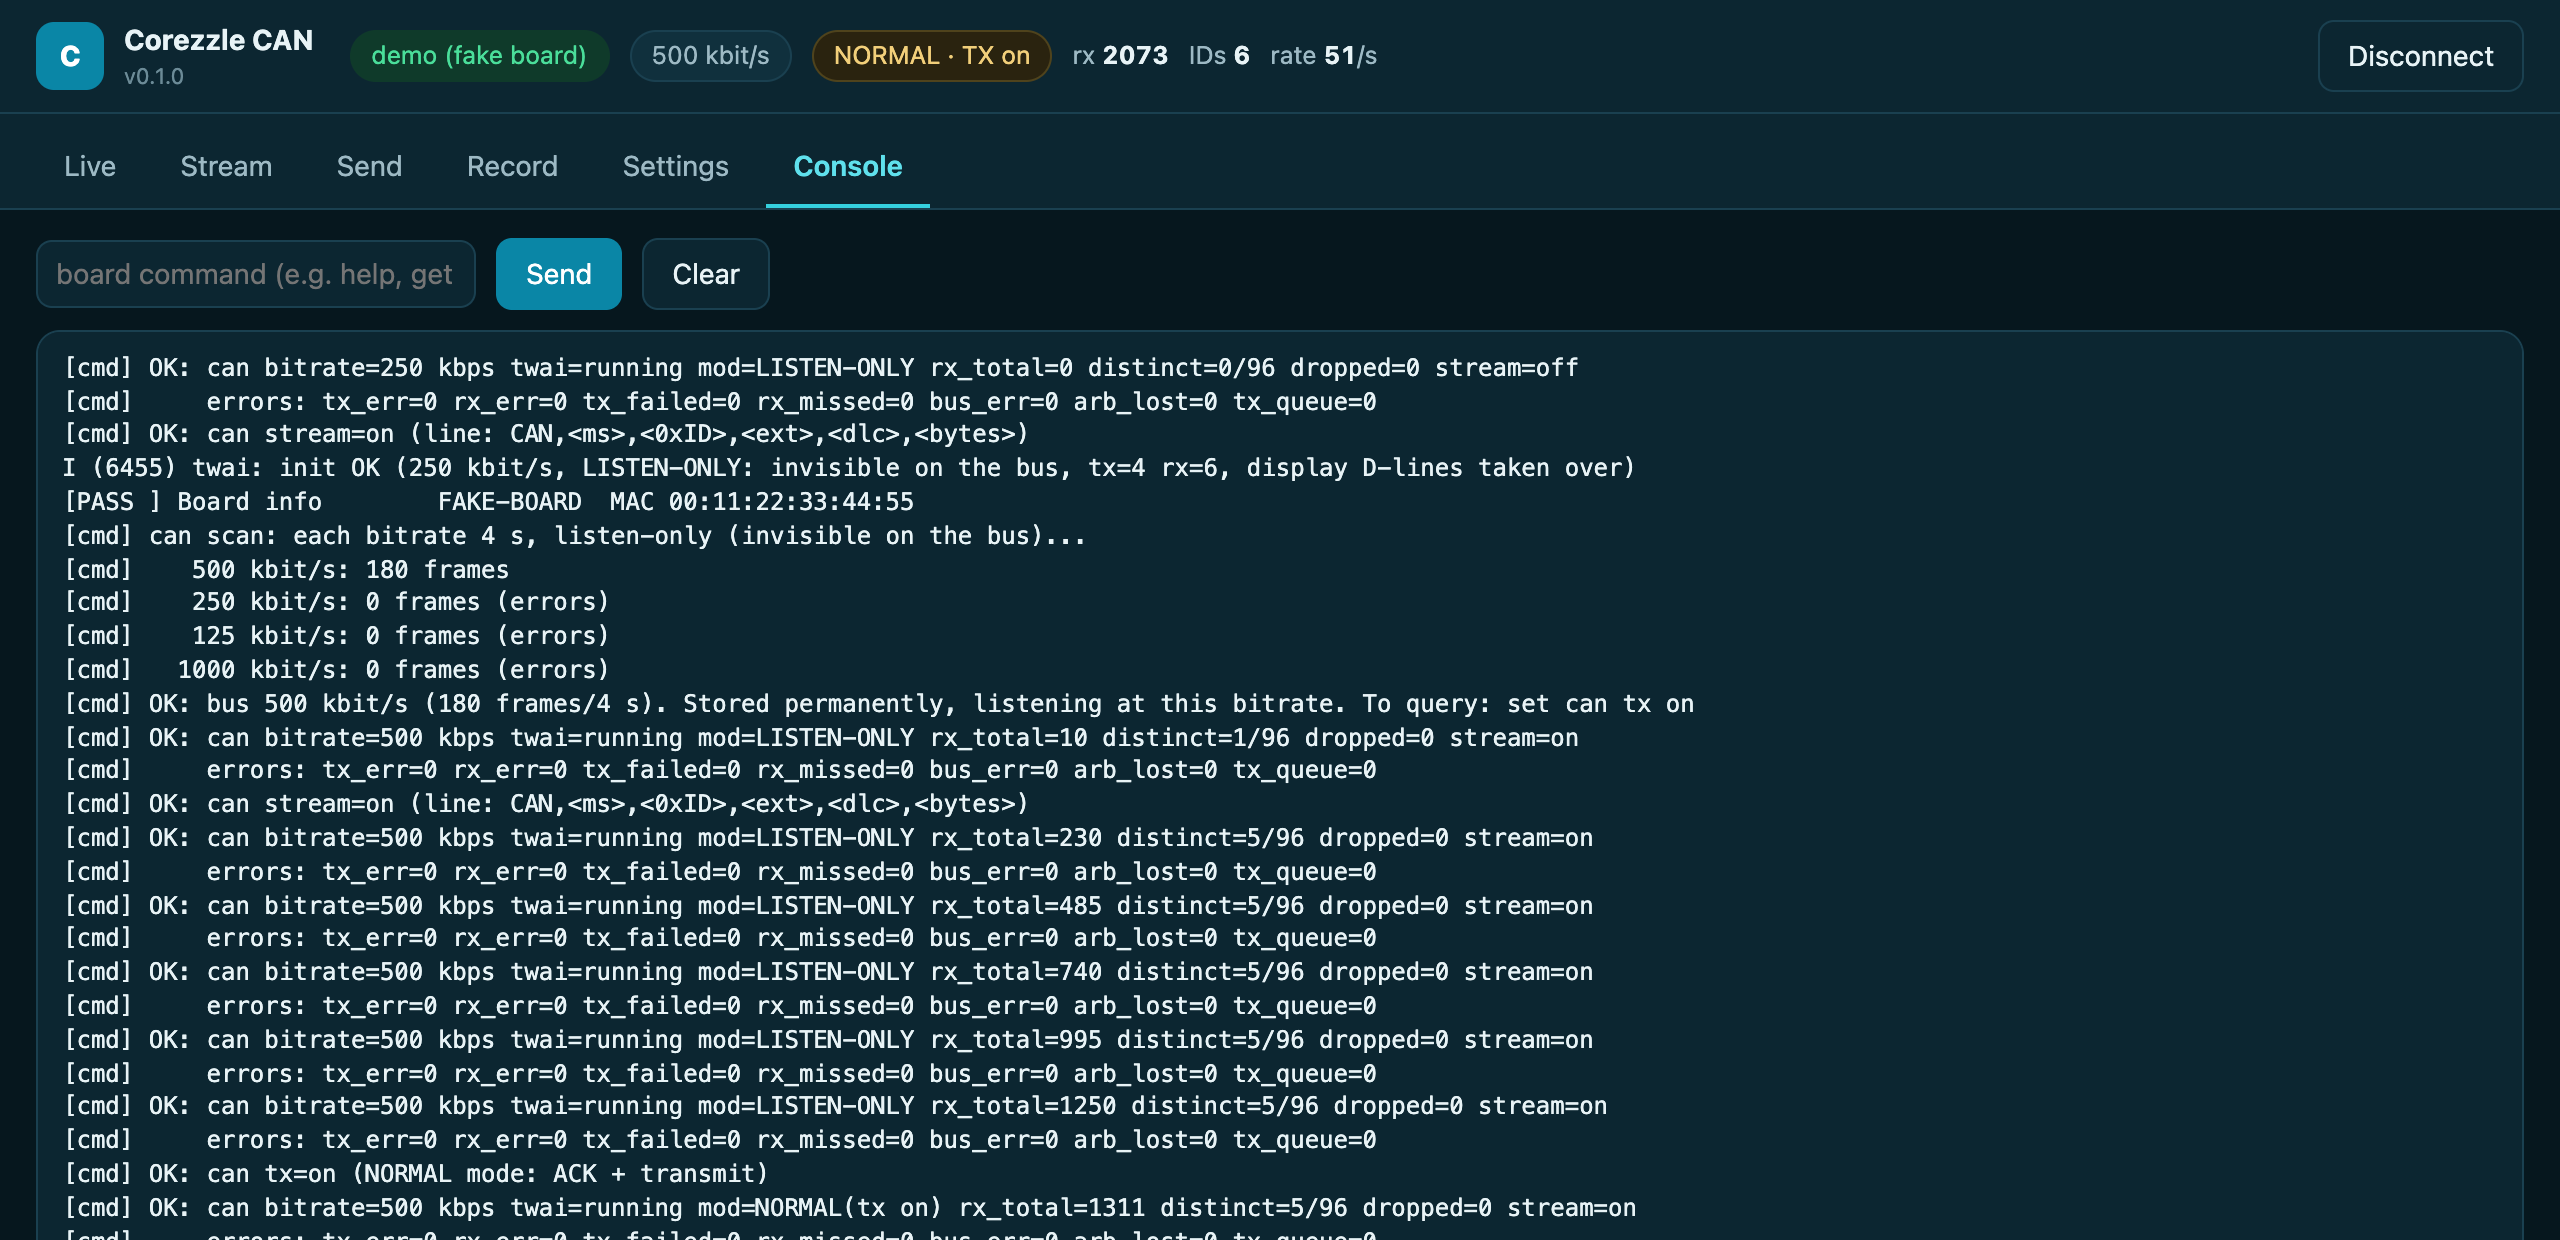 c
Corezzle CAN
v0.1.0
demo (fake board)
500 kbit/s
NORMAL · TX on
rx 2073 IDs 6 rate 51/s
Disconnect
Live Stream Send Record Settings Console
board command (e.g. help, get
Send
Clear
[cmd] OK: can bitrate=250 kbps twai=running mod=LISTEN-ONLY rx_total=0 distinct=0/96 dropped=0 stream=off
[cmd]     errors: tx_err=0 rx_err=0 tx_failed=0 rx_missed=0 bus_err=0 arb_lost=0 tx_queue=0
[cmd] OK: can stream=on (line: CAN,<ms>,<0xID>,<ext>,<dlc>,<bytes>)
I (6455) twai: init OK (250 kbit/s, LISTEN-ONLY: invisible on the bus, tx=4 rx=6, display D-lines taken over)
[PASS ] Board info        FAKE-BOARD  MAC 00:11:22:33:44:55
[cmd] can scan: each bitrate 4 s, listen-only (invisible on the bus)...
[cmd]    500 kbit/s: 180 frames
[cmd]    250 kbit/s: 0 frames (errors)
[cmd]    125 kbit/s: 0 frames (errors)
[cmd]   1000 kbit/s: 0 frames (errors)
[cmd] OK: bus 500 kbit/s (180 frames/4 s). Stored permanently, listening at this bitrate. To query: set can tx on
[cmd] OK: can bitrate=500 kbps twai=running mod=LISTEN-ONLY rx_total=10 distinct=1/96 dropped=0 stream=on
[cmd]     errors: tx_err=0 rx_err=0 tx_failed=0 rx_missed=0 bus_err=0 arb_lost=0 tx_queue=0
[cmd] OK: can stream=on (line: CAN,<ms>,<0xID>,<ext>,<dlc>,<bytes>)
[cmd] OK: can bitrate=500 kbps twai=running mod=LISTEN-ONLY rx_total=230 distinct=5/96 dropped=0 stream=on
[cmd]     errors: tx_err=0 rx_err=0 tx_failed=0 rx_missed=0 bus_err=0 arb_lost=0 tx_queue=0
[cmd] OK: can bitrate=500 kbps twai=running mod=LISTEN-ONLY rx_total=485 distinct=5/96 dropped=0 stream=on
[cmd]     errors: tx_err=0 rx_err=0 tx_failed=0 rx_missed=0 bus_err=0 arb_lost=0 tx_queue=0
[cmd] OK: can bitrate=500 kbps twai=running mod=LISTEN-ONLY rx_total=740 distinct=5/96 dropped=0 stream=on
[cmd]     errors: tx_err=0 rx_err=0 tx_failed=0 rx_missed=0 bus_err=0 arb_lost=0 tx_queue=0
[cmd] OK: can bitrate=500 kbps twai=running mod=LISTEN-ONLY rx_total=995 distinct=5/96 dropped=0 stream=on
[cmd]     errors: tx_err=0 rx_err=0 tx_failed=0 rx_missed=0 bus_err=0 arb_lost=0 tx_queue=0
[cmd] OK: can bitrate=500 kbps twai=running mod=LISTEN-ONLY rx_total=1250 distinct=5/96 dropped=0 stream=on
[cmd]     errors: tx_err=0 rx_err=0 tx_failed=0 rx_missed=0 bus_err=0 arb_lost=0 tx_queue=0
[cmd] OK: can tx=on (NORMAL mode: ACK + transmit)
[cmd] OK: can bitrate=500 kbps twai=running mod=NORMAL(tx on) rx_total=1311 distinct=5/96 dropped=0 stream=on
[cmd]     errors: tx_err=0 rx_err=0 tx_failed=0 rx_missed=0 bus_err=0 arb_lost=0 tx_queue=0